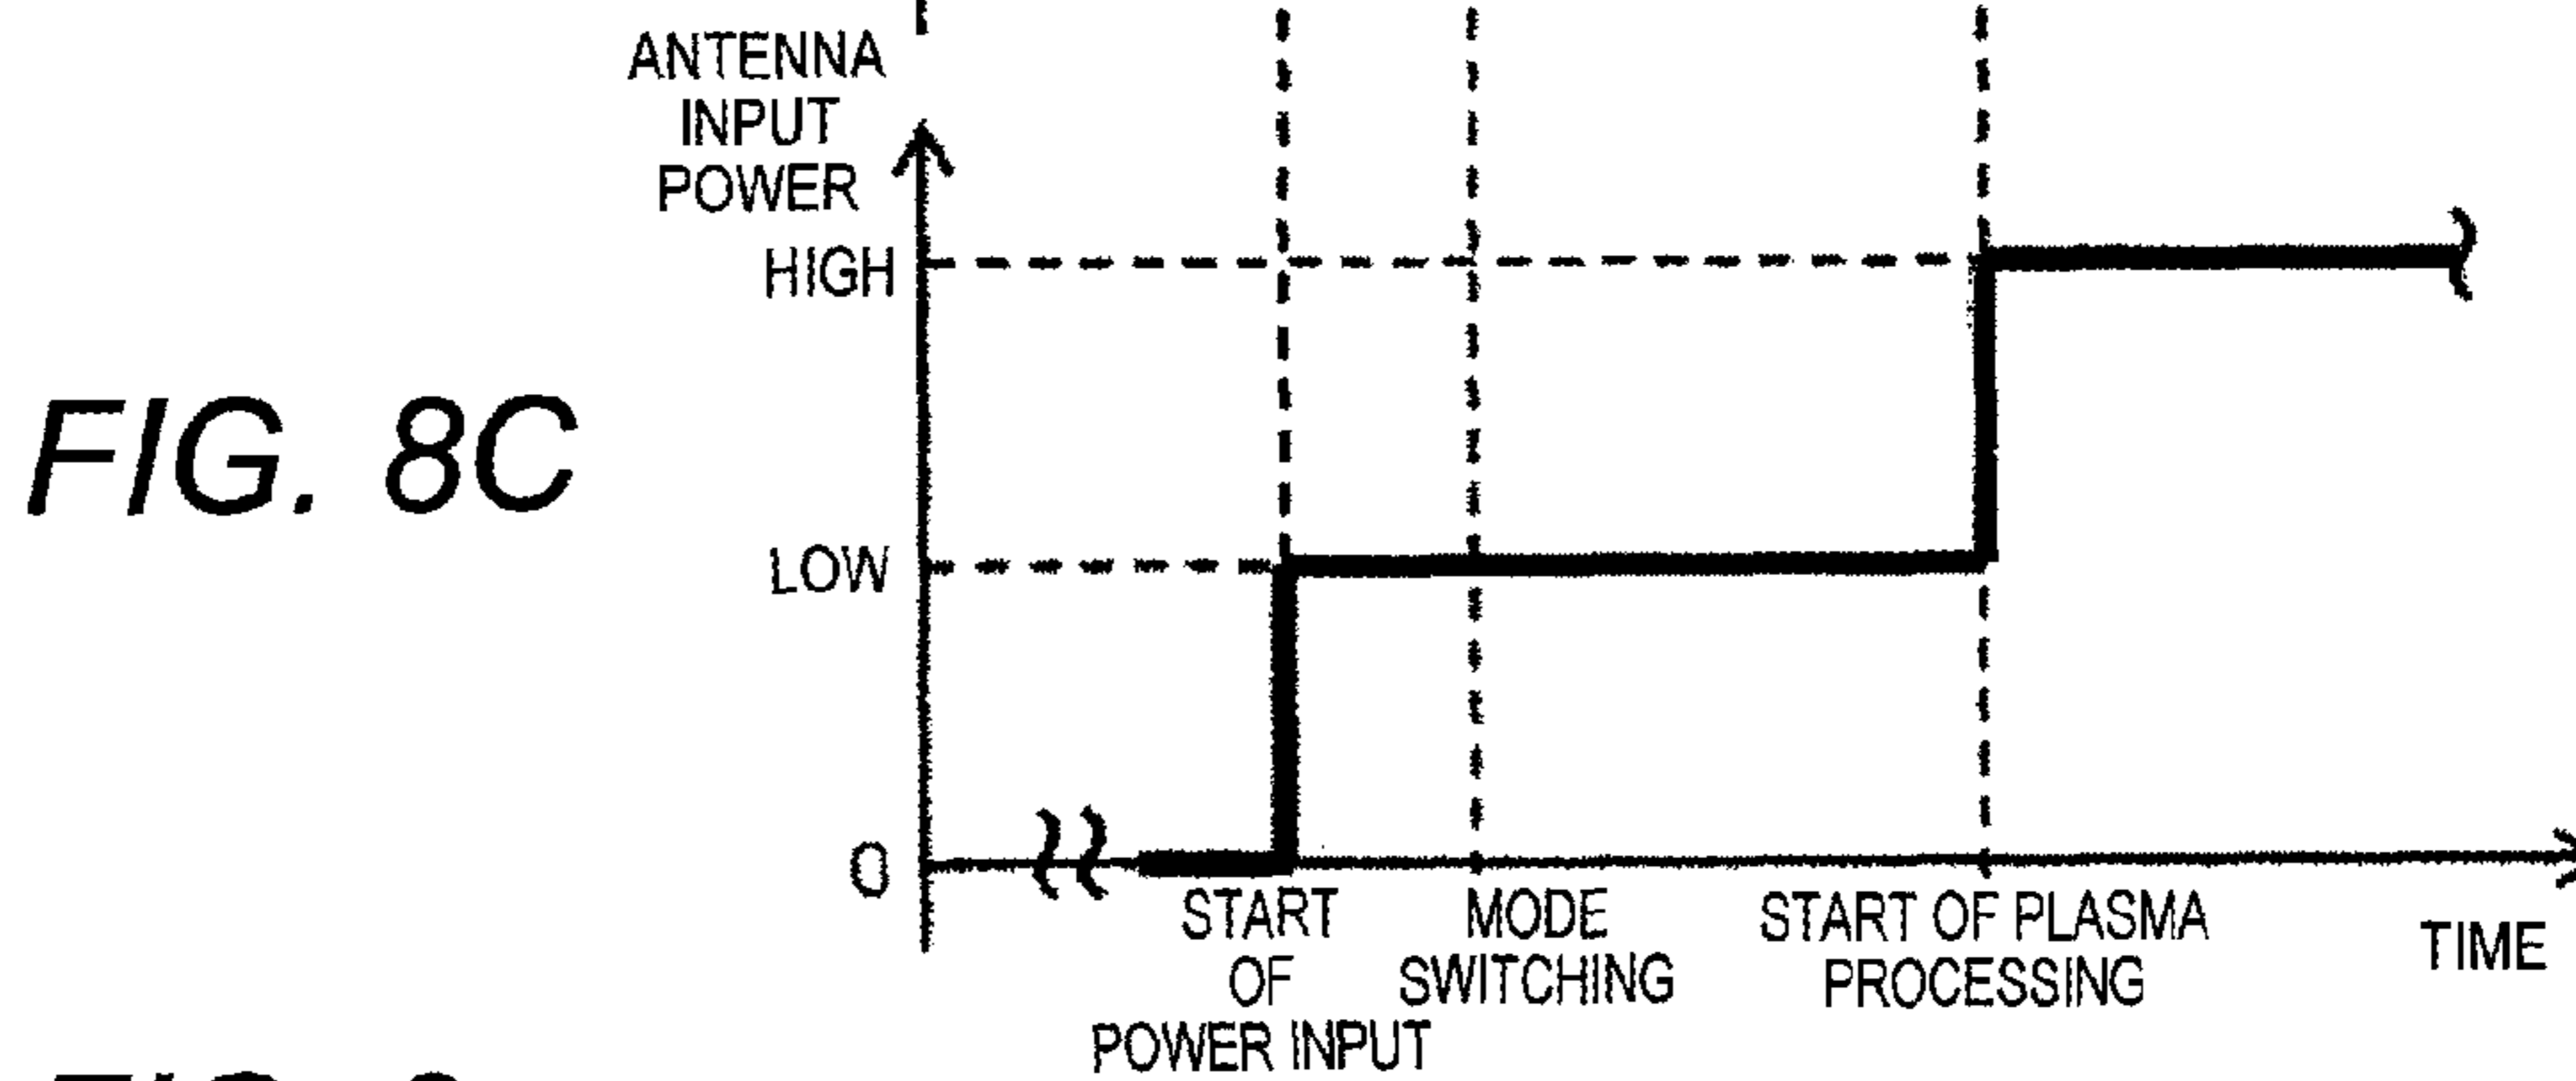 ANTENNA
INPUT
POWER
HIGH
FIG. 8C
LOW
0
START
OF
POWER INPUT
MODE
SWITCHING
START OF PLASMA
PROCESSING
TIME